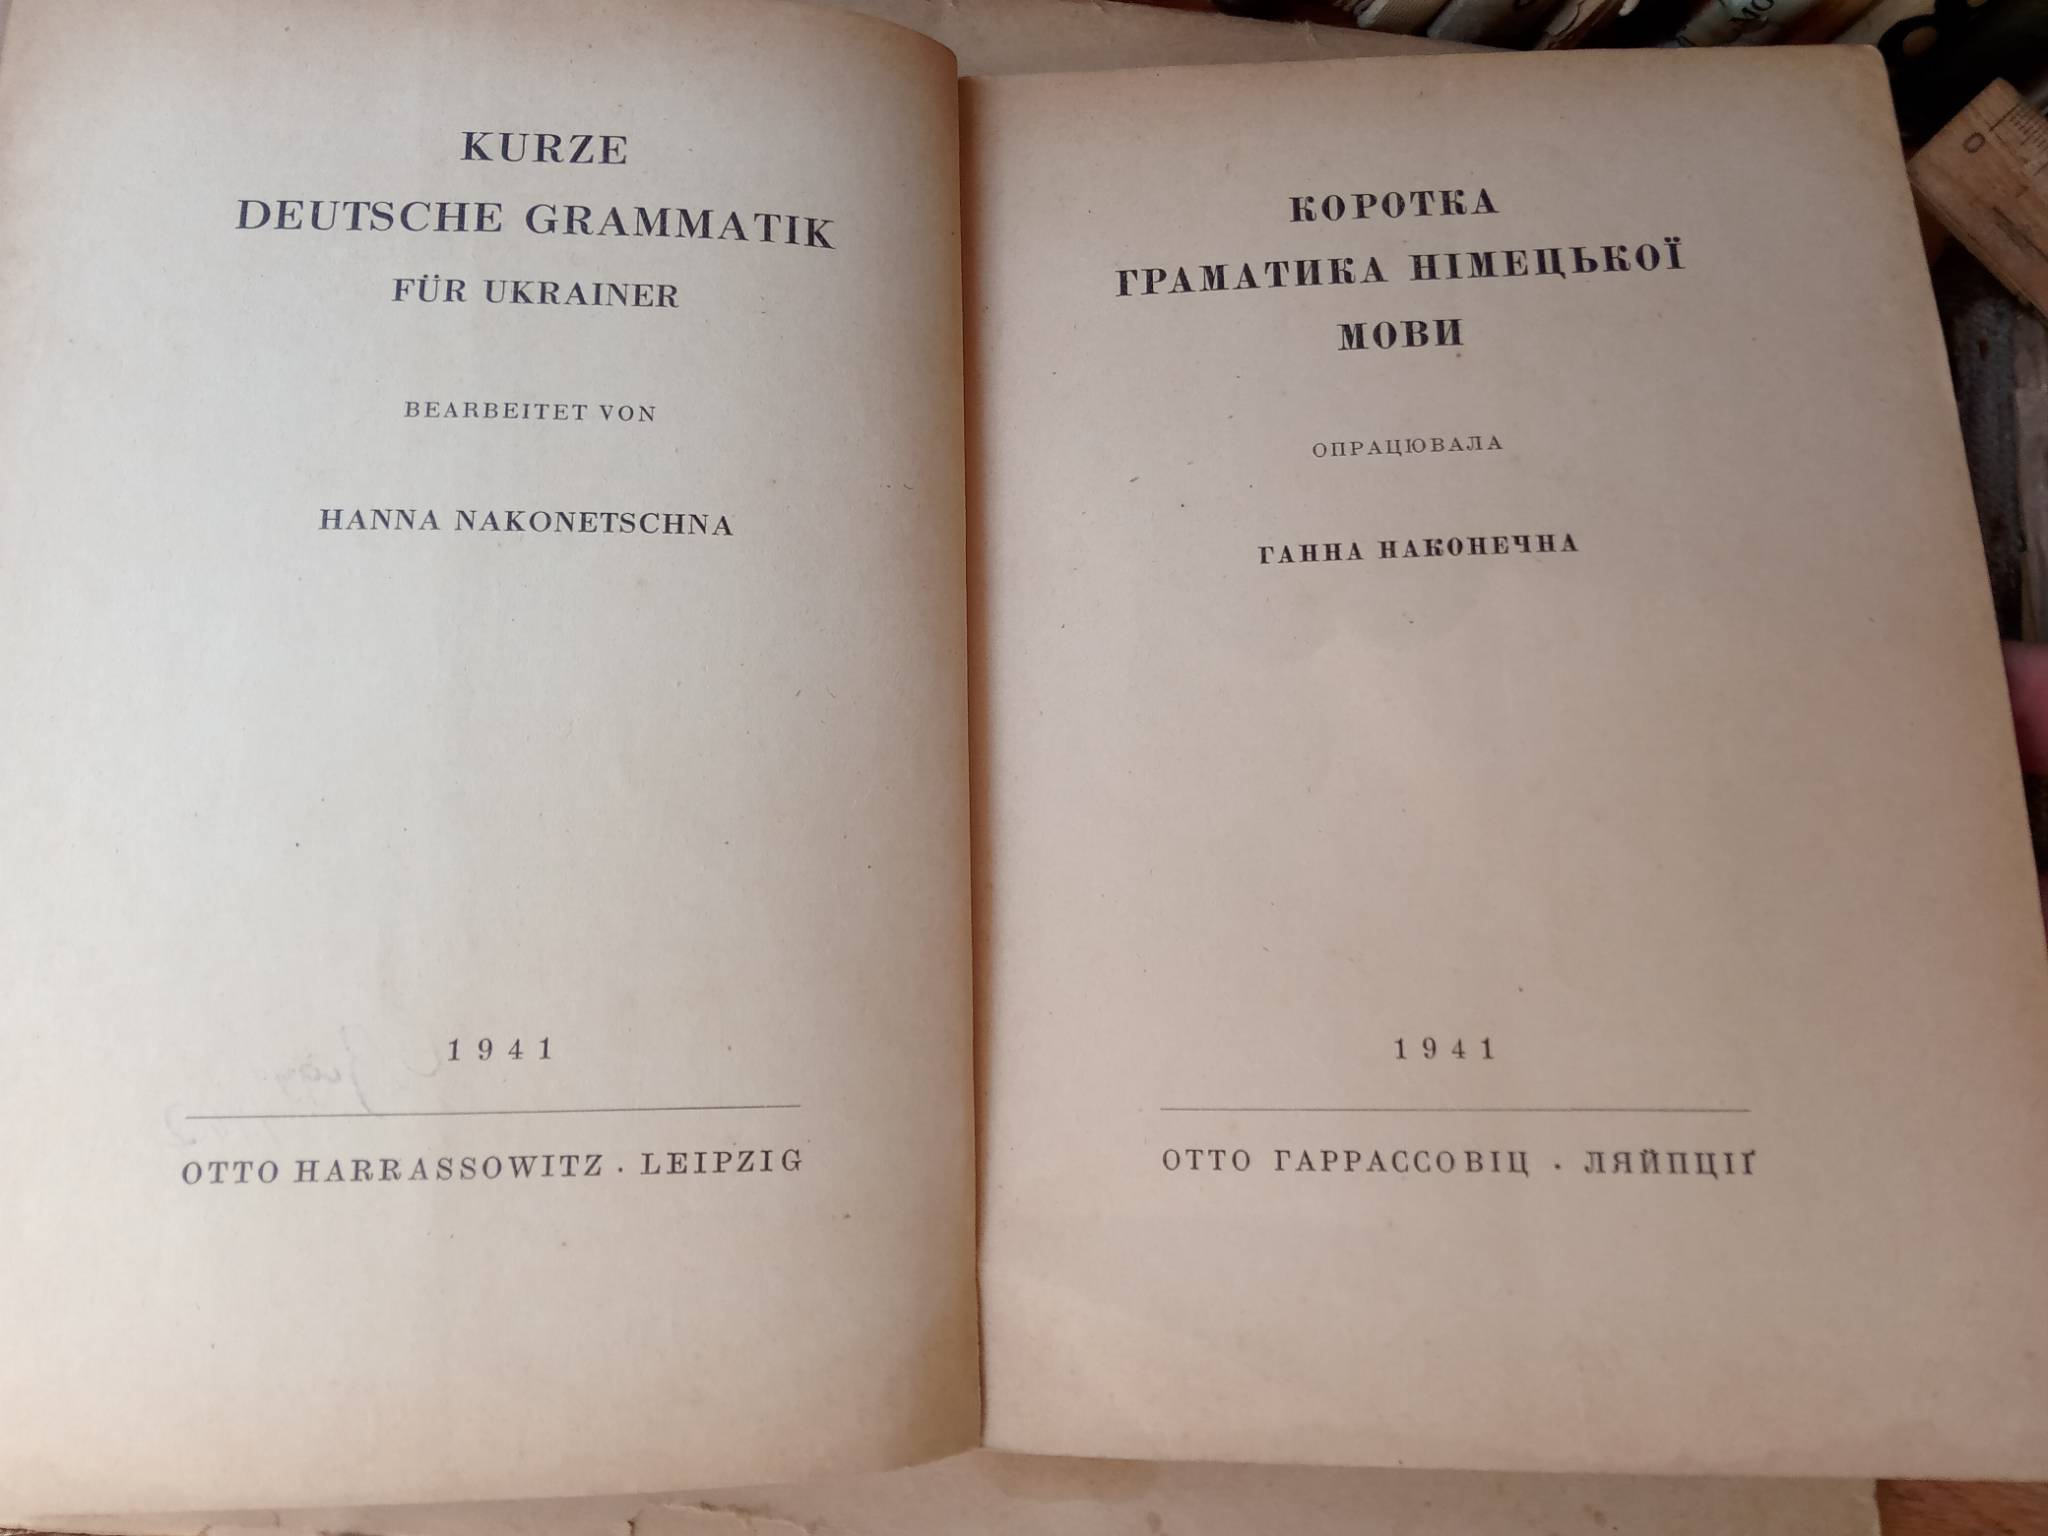 KURZE
DEUTSCHE GRAMMATIK
FÜR UKRAINER
BEARBEITET VON
HANNA NAKONETSCHNA
1941
OTTO HARRASSOWITZ · LEIPZIG
КОРОТКА
ГРАМАТИКА НІМЕЦЬКОЇ
МОВИ
ОПРАЦЮВАЛА
ГАННА НАКОНЕЧНА
1941
ОТТО ГАРРАССОВІЦ · ЛЯЙПЦІҐ